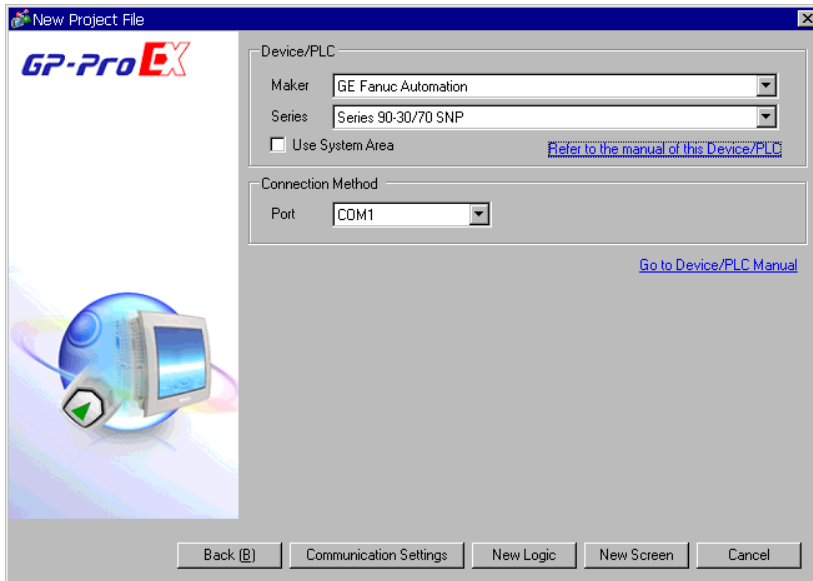 New Project File
GP-Pro EX
Device/PLC
Maker GE Fanuc Automation
Series Series 90-30/70 SNP
Use System Area Refer to the manual of this Device/PLC
Connection Method
Port COM1
Go to Device/PLC Manual
Back (B) Communication Settings New Logic New Screen Cancel